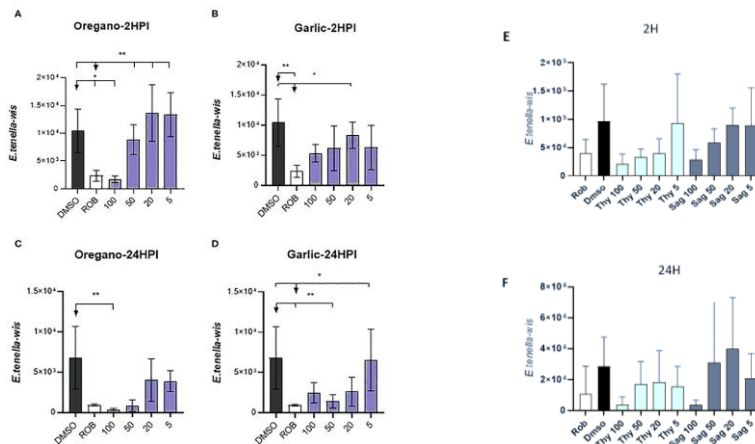 A
Oregano-2HPI
**
*
E.tenella-wis
2×10⁴
1.5×10⁴
1×10⁴
5×10³
0
DMSO
ROB
100
50
20
5
B
Garlic-2HPI
**
*
E.tenella-wis
2×10⁴
1.5×10⁴
1×10⁴
5×10³
0
DMSO
ROB
100
50
20
5
C
Oregano-24HPI
**
E.tenella-wis
1.5×10⁴
1×10⁴
5×10³
0
DMSO
ROB
100
50
20
5
D
Garlic-24HPI
*
**
E.tenella-wis
1.5×10⁴
1×10⁴
5×10³
0
DMSO
ROB
100
50
20
5
E
2H
E.tenella-wis
2×10⁵
1×10⁵
5×10⁴
0
Rob
Dmso
Thy 100
Thy 50
Thy 20
Thy 5
Sag 100
Sag 50
Sag 20
Sag 5
F
24H
E.tenella-wis
8×10⁴
6×10⁴
4×10⁴
2×10⁴
0
Rob
Dmso
Thy 100
Thy 50
Thy 20
Thy 5
Sag 100
Sag 50
Sag 20
Sag 5